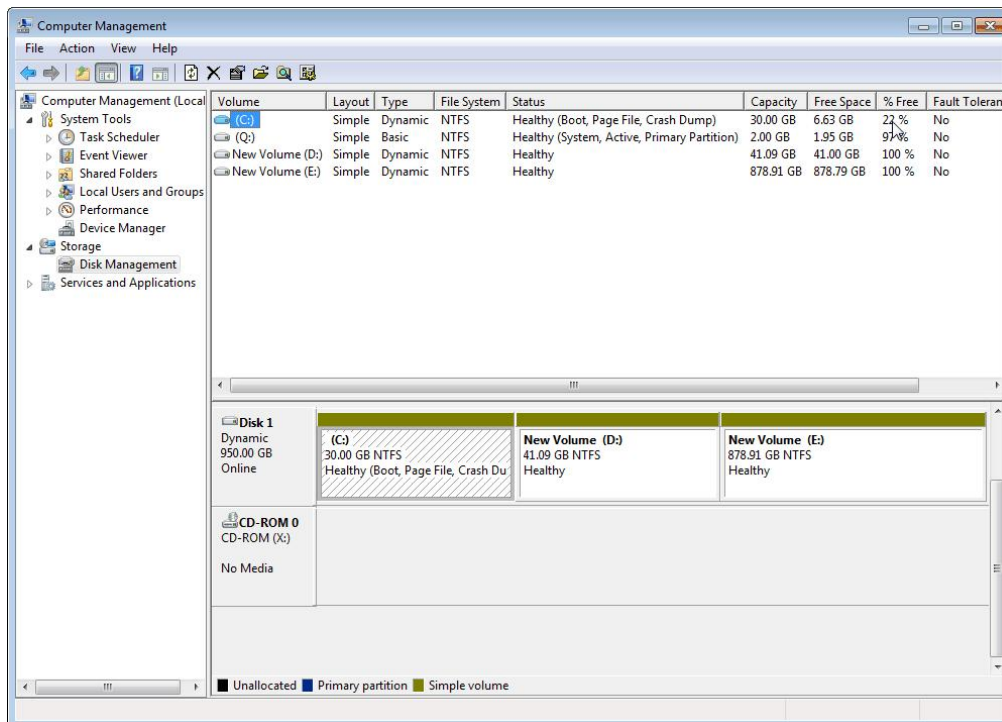 Computer Management
File Action View Help
Computer Management (Local
System Tools
Task Scheduler
Event Viewer
Shared Folders
Local Users and Groups
Performance
Device Manager
Storage
Disk Management
Services and Applications
Volume Layout Type File System Status Capacity Free Space % Free Fault Toleran
(C:) Simple Dynamic NTFS Healthy (Boot, Page File, Crash Dump) 30.00 GB 6.63 GB 22 % No
(Q:) Simple Basic NTFS Healthy (System, Active, Primary Partition) 2.00 GB 1.95 GB 97 % No
New Volume (D:) Simple Dynamic NTFS Healthy 41.09 GB 41.00 GB 100 % No
New Volume (E:) Simple Dynamic NTFS Healthy 878.91 GB 878.79 GB 100 % No
Disk 1
Dynamic
950.00 GB
Online
(C:)
30.00 GB NTFS
Healthy (Boot, Page File, Crash Du
New Volume (D:)
41.09 GB NTFS
Healthy
New Volume (E:)
878.91 GB NTFS
Healthy
CD-ROM 0
CD-ROM (X:)
No Media
Unallocated Primary partition Simple volume